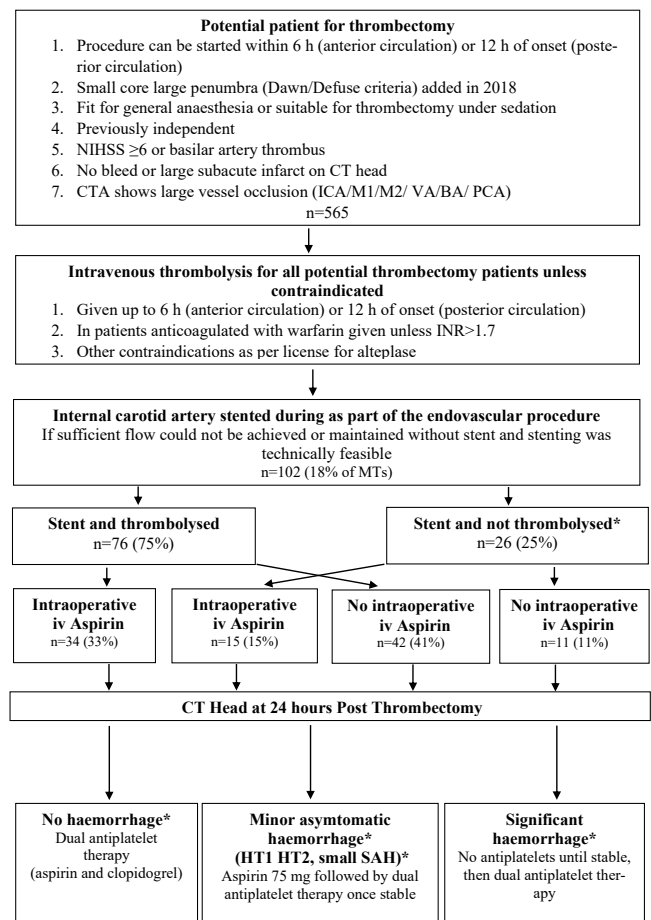 Potential patient for thrombectomy
1. Procedure can be started within 6 h (anterior circulation) or 12 h of onset (poste-
rior circulation)
2. Small core large penumbra (Dawn/Defuse criteria) added in 2018
3. Fit for general anaesthesia or suitable for thrombectomy under sedation
4. Previously independent
5. NIHSS ≥6 or basilar artery thrombus
6. No bleed or large subacute infarct on CT head
7. CTA shows large vessel occlusion (ICA/M1/M2/ VA/BA/ PCA)
n=565
Intravenous thrombolysis for all potential thrombectomy patients unless
contraindicated
1. Given up to 6 h (anterior circulation) or 12 h of onset (posterior circulation)
2. In patients anticoagulated with warfarin given unless INR>1.7
3. Other contraindications as per license for alteplase
Internal carotid artery stented during as part of the endovascular procedure
If sufficient flow could not be achieved or maintained without stent and stenting was
technically feasible
n=102 (18% of MTs)
Stent and thrombolysed
n=76 (75%)
Stent and not thrombolysed*
n=26 (25%)
Intraoperative
iv Aspirin
n=34 (33%)
Intraoperative
iv Aspirin
n=15 (15%)
No intraoperative
iv Aspirin
n=42 (41%)
No intraoperative
iv Aspirin
n=11 (11%)
CT Head at 24 hours Post Thrombectomy
No haemorrhage*
Dual antiplatelet
therapy
(aspirin and clopidogrel)
Minor asymtomatic
haemorrhage*
(HT1 HT2, small SAH)*
Aspirin 75 mg followed by dual
antiplatelet therapy once stable
Significant
haemorrhage*
No antiplatelets until stable,
then dual antiplatelet ther-
apy